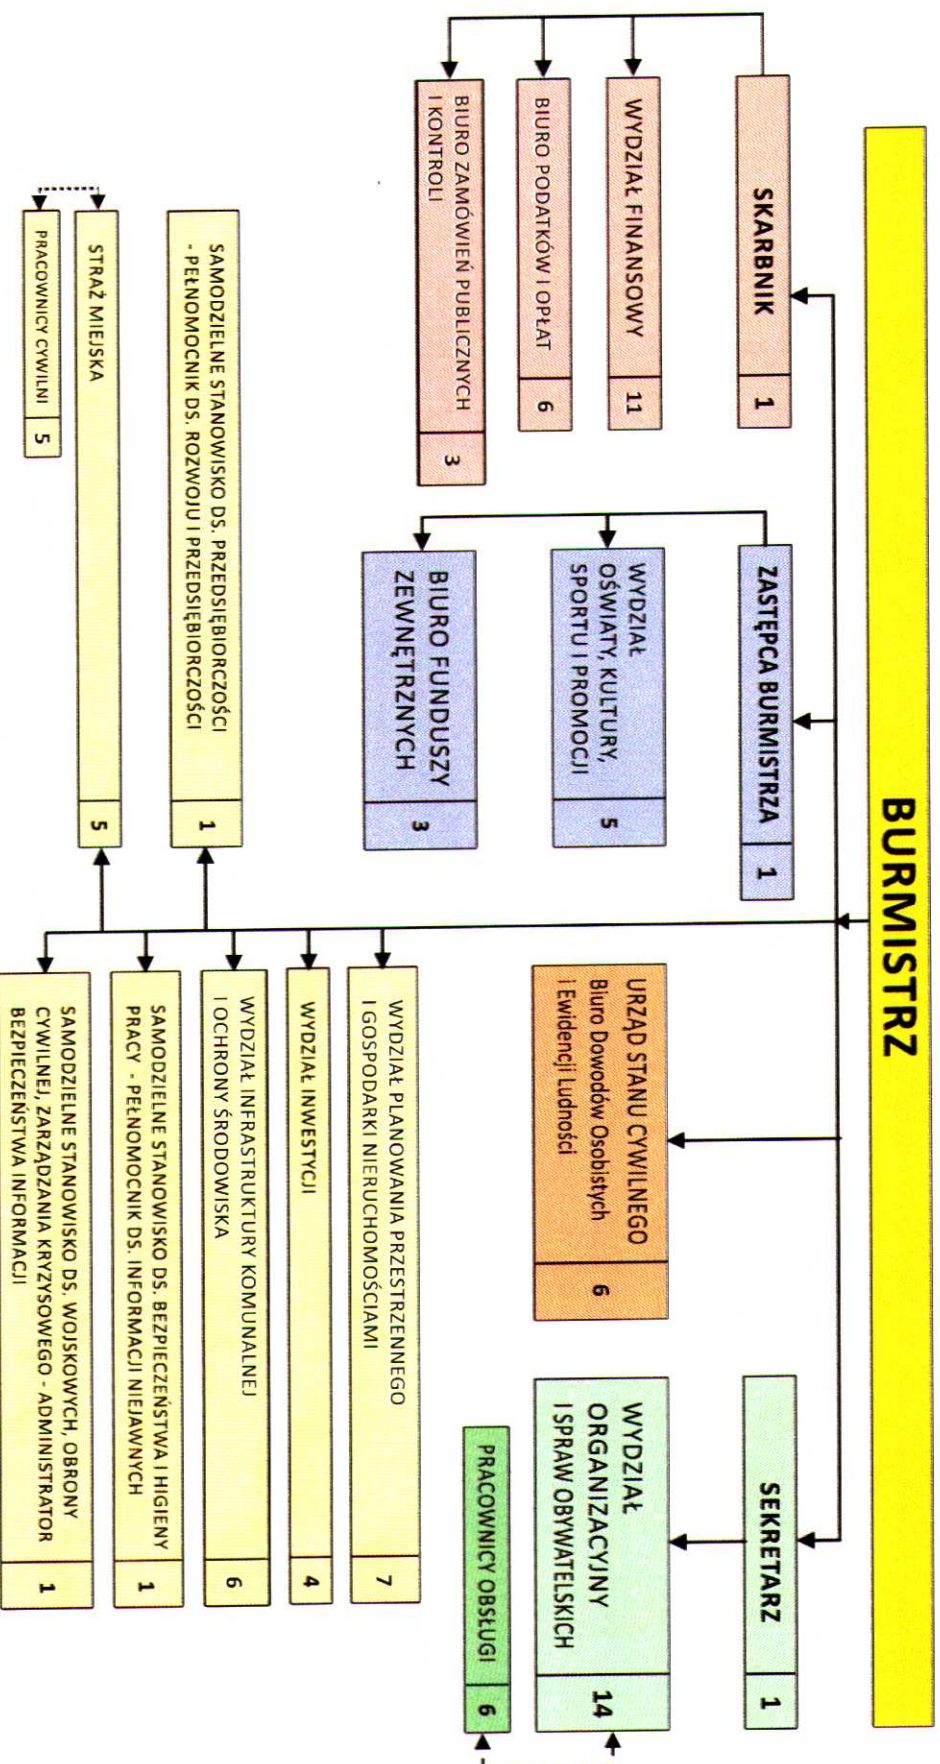 BURMISTRZ
SKARBNIK 1
WYDZIAŁ FINANSOWY 11
BIURO PODATKÓW I OPŁAT 6
BIURO ZAMÓWIEŃ PUBLICZNYCH
I KONTROLI 3
ZASTĘPCA BURMISTRZA 1
WYDZIAŁ
OŚWIATY, KULTURY,
SPORTU I PROMOCJI 5
BIURO FUNDUSZY
ZEWNĘTRZNYCH 3
URZĄD STANU CYWILNEGO
Biuro Dowodów Osobistych
i Ewidencji Ludności 6
SEKRETARZ 1
WYDZIAŁ
ORGANIZACYJNY
I SPRAW OBYWATELSKICH 14
PRACOWNICY OBSŁUGI 6
SAMODZIELNE STANOWISKO DS. PRZEDSIĘBIORCZOŚCI
- PEŁNOMOCNIK DS. ROZWOJU I PRZEDSIĘBIORCZOŚCI 1
STRAŻ MIEJSKA 5
PRACOWNICY CYWILNI 5
WYDZIAŁ PLANOWANIA PRZESTRZENNEGO
I GOSPODARKI NIERUCHOMOŚCIAMI 7
WYDZIAŁ INWESTYCJI 4
WYDZIAŁ INFRASTRUKTURY KOMUNALNEJ
I OCHRONY ŚRODOWISKA 6
SAMODZIELNE STANOWISKO DS. BEZPIECZEŃSTWA I HIGIENY
PRACY - PEŁNOMOCNIK DS. INFORMACJI NIEJAWNYCH 1
SAMODZIELNE STANOWISKO DS. WOJSKOWYCH, OBRONY
CYWILNEJ, ZARZĄDZANIA KRYZYSOWEGO - ADMINISTRATOR
BEZPIECZEŃSTWA INFORMACJI 1